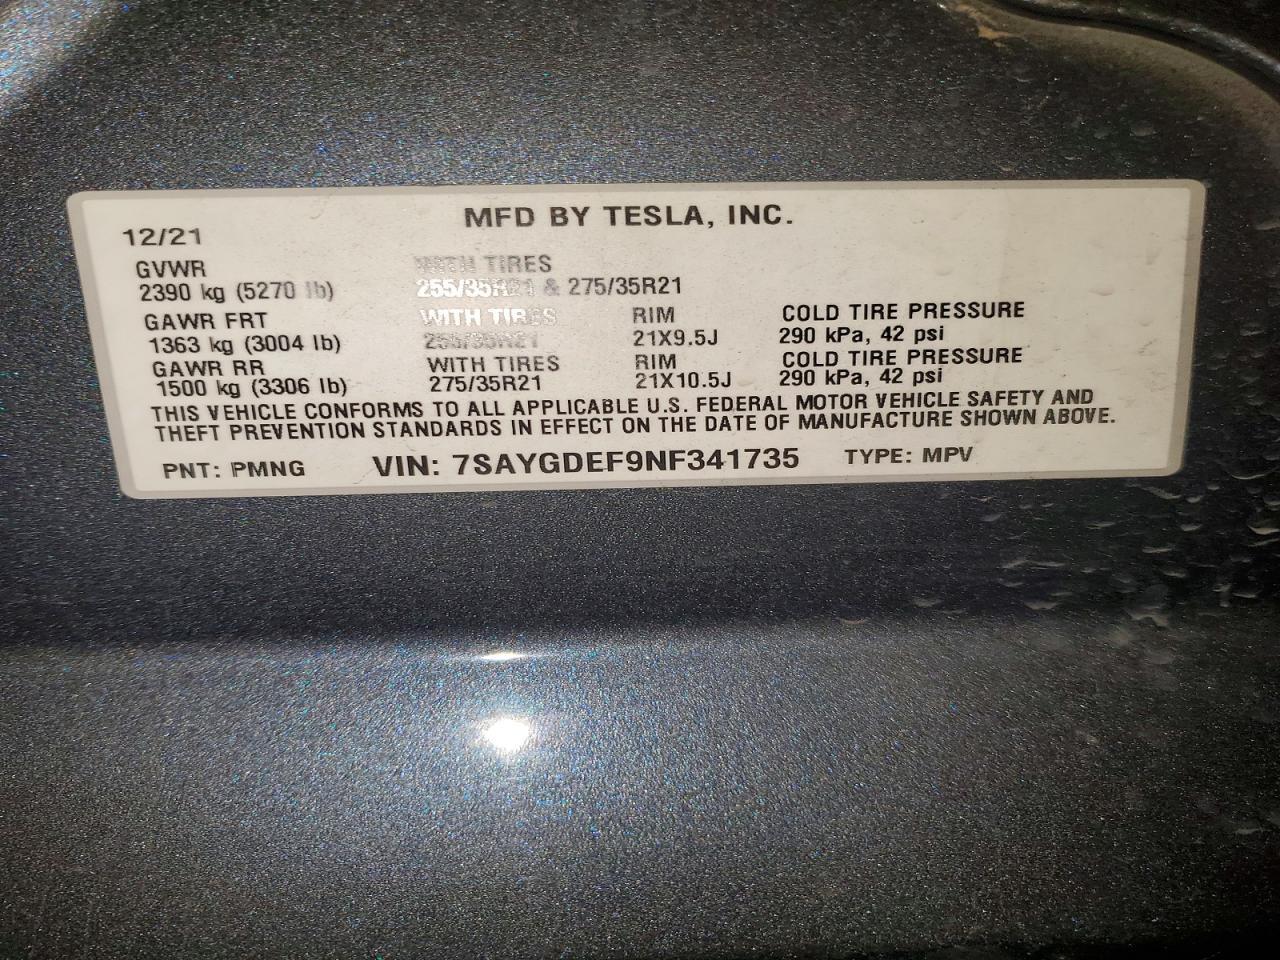 MFD BY TESLA, INC.
12/21
GVWR WITH TIRES
2390 kg (5270 lb) 255/35R21 & 275/35R21
GAWR FRT WITH TIRES RIM COLD TIRE PRESSURE
1363 kg (3004 lb) 255/35R21 21X9.5J 290 kPa, 42 psi
GAWR RR WITH TIRES RIM COLD TIRE PRESSURE
1500 kg (3306 lb) 275/35R21 21X10.5J 290 kPa, 42 psi
THIS VEHICLE CONFORMS TO ALL APPLICABLE U.S. FEDERAL MOTOR VEHICLE SAFETY AND
THEFT PREVENTION STANDARDS IN EFFECT ON THE DATE OF MANUFACTURE SHOWN ABOVE.
PNT: PMNG VIN: 7SAYGDEF9NF341735 TYPE: MPV